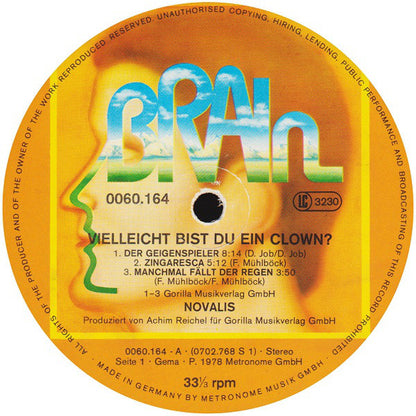 ALL RIGHTS OF THE PRODUCER AND OF THE OWNER OF THE WORK REPRODUCED RESERVED. UNAUTHORISED COPYING, HIRING, LENDING, PUBLIC PERFORMANCE AND BROADCASTING OF THIS RECORD PROHIBITED!
BRAIN
0060.164
LC 3230
VIELLEICHT BIST DU EIN CLOWN?
1. DER GEIGENSPIELER 8:14 (D. Job/D. Job)
2. ZINGARESCA 5:12 (F. Mühlböck)
3. MANCHMAL FÄLLT DER REGEN 3:50
(F. Mühlböck/F. Mühlböck)
1–3 Gorilla Musikverlag GmbH
NOVALIS
Produziert von Achim Reichel für Gorilla Musikverlag GmbH
0060.164 - A · (0702.768 S 1) · Stereo
Seite 1 · Gema · P. 1978 Metronome GmbH
33⅓ rpm
MADE IN GERMANY BY METRONOME MUSIK GMBH